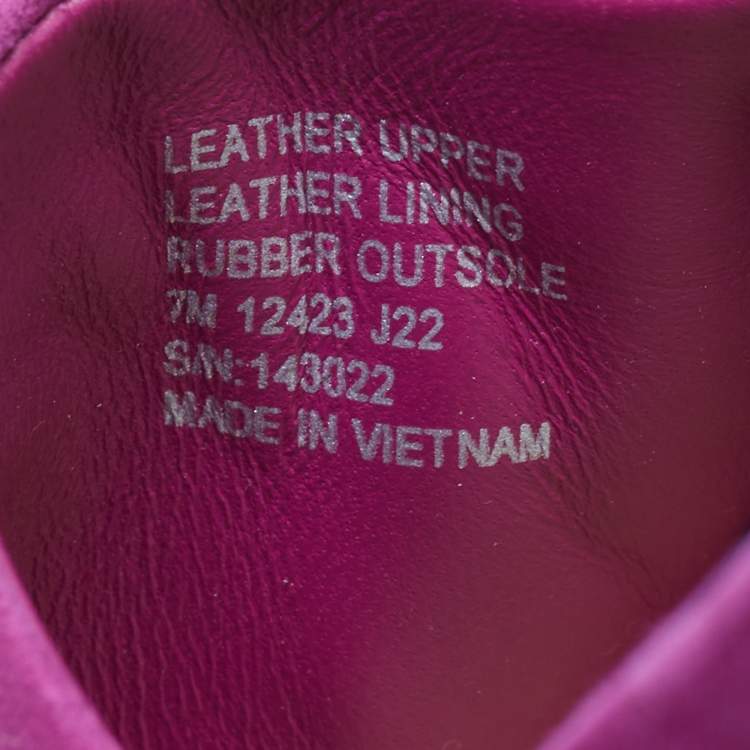 LEATHER UPPER
LEATHER LINING
RUBBER OUTSOLE
7M 12423 J22
S/N:143022
MADE IN VIETNAM